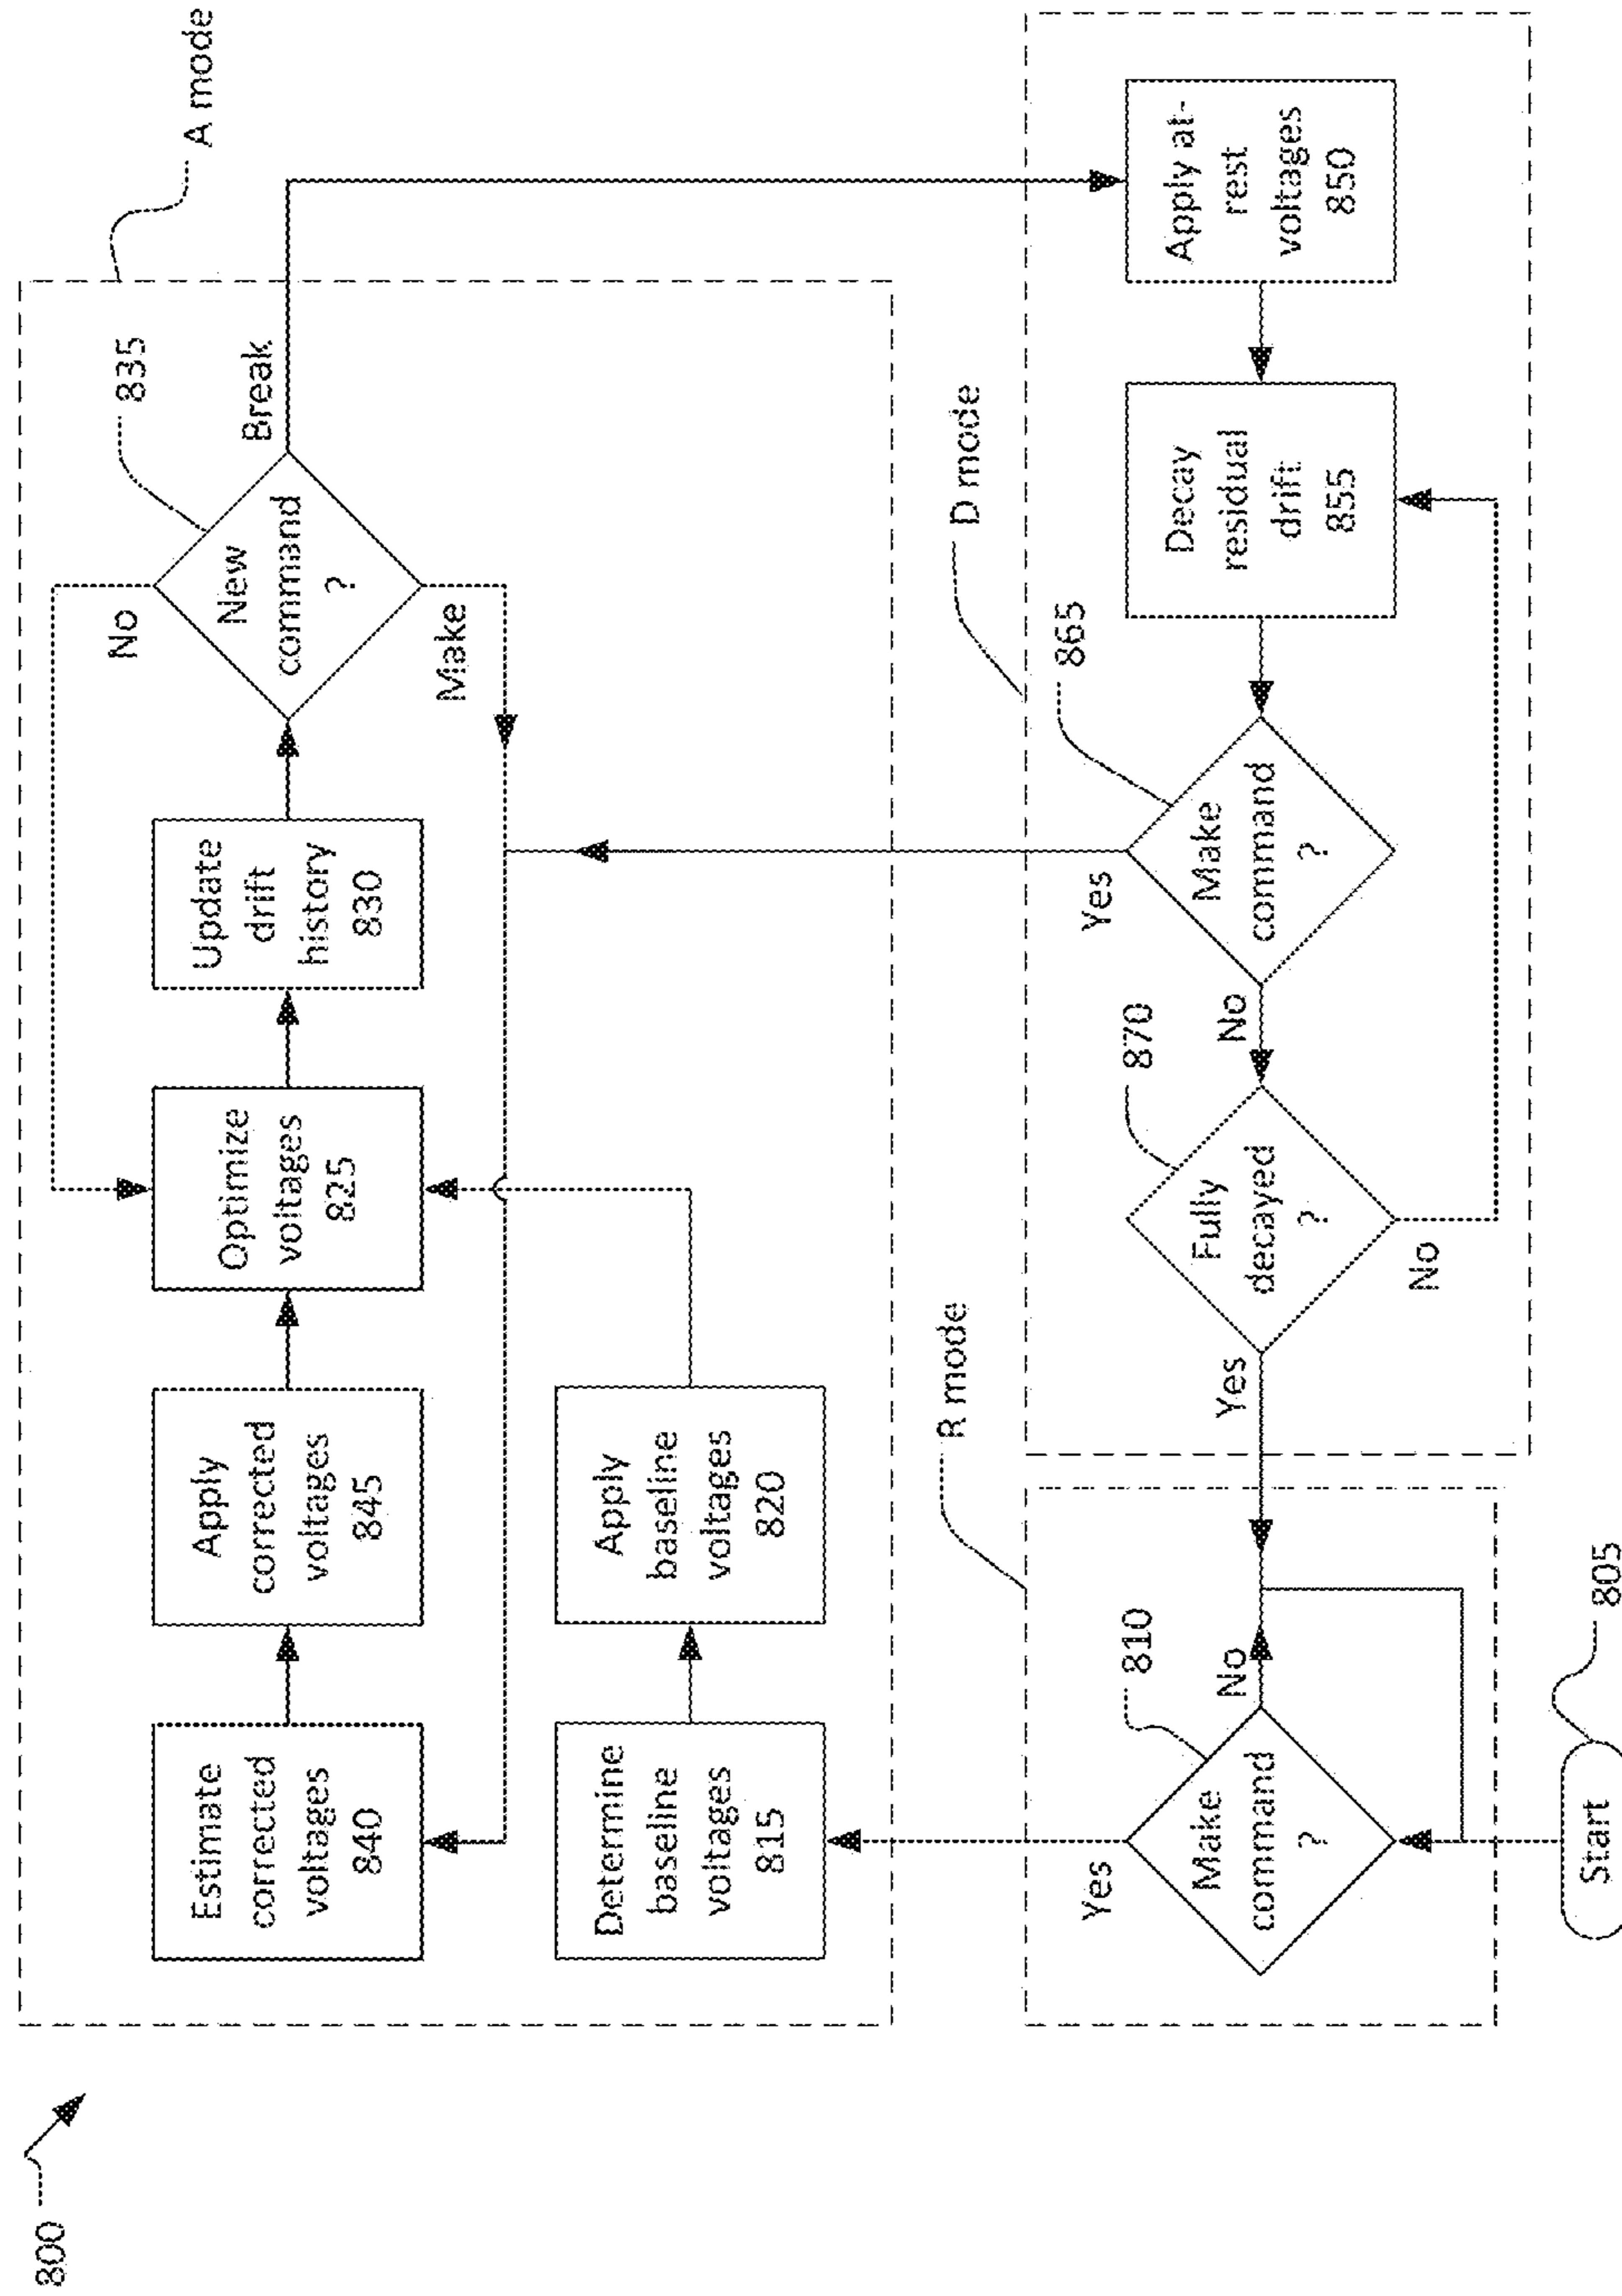 800
A mode
Estimate
corrected
voltages
840
Apply
corrected
voltages
845
Optimize
voltages
825
Update
drift
history
830
New
command
?
835
No
Make
Break
Determine
baseline
voltages
815
Apply
baseline
voltages
820
R mode
Make
command
?
810
Yes
No
Start
805
D mode
Fully
decayed
?
870
Yes
No
Make
command
?
865
Yes
No
Decay
residual
drift
855
Apply at-
rest
voltages
850